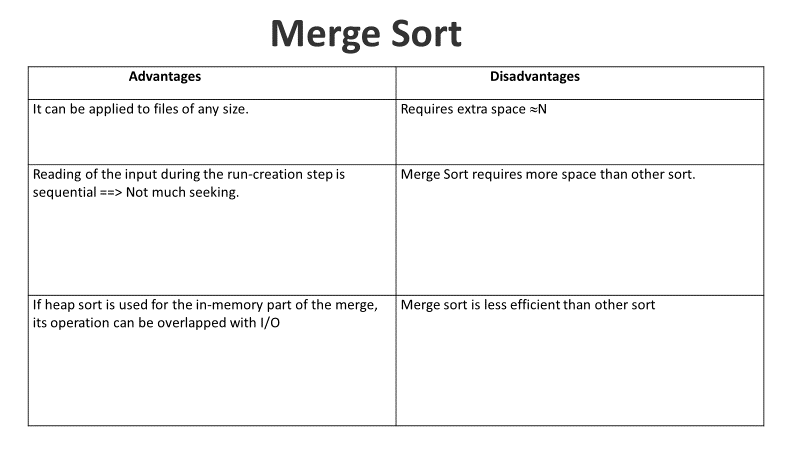 Merge Sort
Advantages
Disadvantages
It can be applied to files of any size.
Requires extra space ≈N
Reading of the input during the run-creation step is
sequential ==> Not much seeking.
Merge Sort requires more space than other sort.
If heap sort is used for the in-memory part of the merge,
its operation can be overlapped with I/O
Merge sort is less efficient than other sort